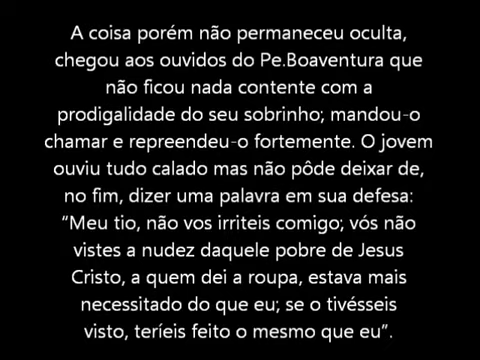 A coisa porém não permaneceu oculta,
chegou aos ouvidos do Pe.Boaventura que
não ficou nada contente com a
prodigalidade do seu sobrinho; mandou-o
chamar e repreendeu-o fortemente. O jovem
ouviu tudo calado mas não pôde deixar de,
no fim, dizer uma palavra em sua defesa:
“Meu tio, não vos irriteis comigo; vós não
vistes a nudez daquele pobre de Jesus
Cristo, a quem dei a roupa, estava mais
necessitado do que eu; se o tivésseis
visto, teríeis feito o mesmo que eu”.